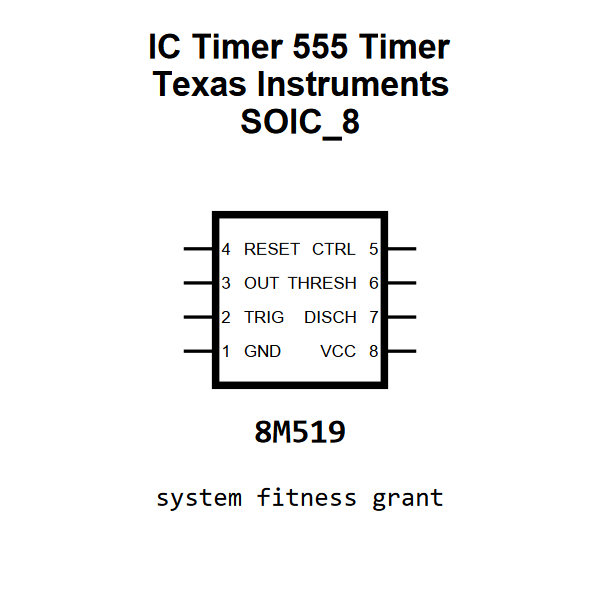 IC Timer 555 Timer
Texas Instruments
SOIC_8
4 RESET CTRL 5
3 OUT THRESH 6
2 TRIG DISCH 7
1 GND VCC 8
8M519
system fitness grant